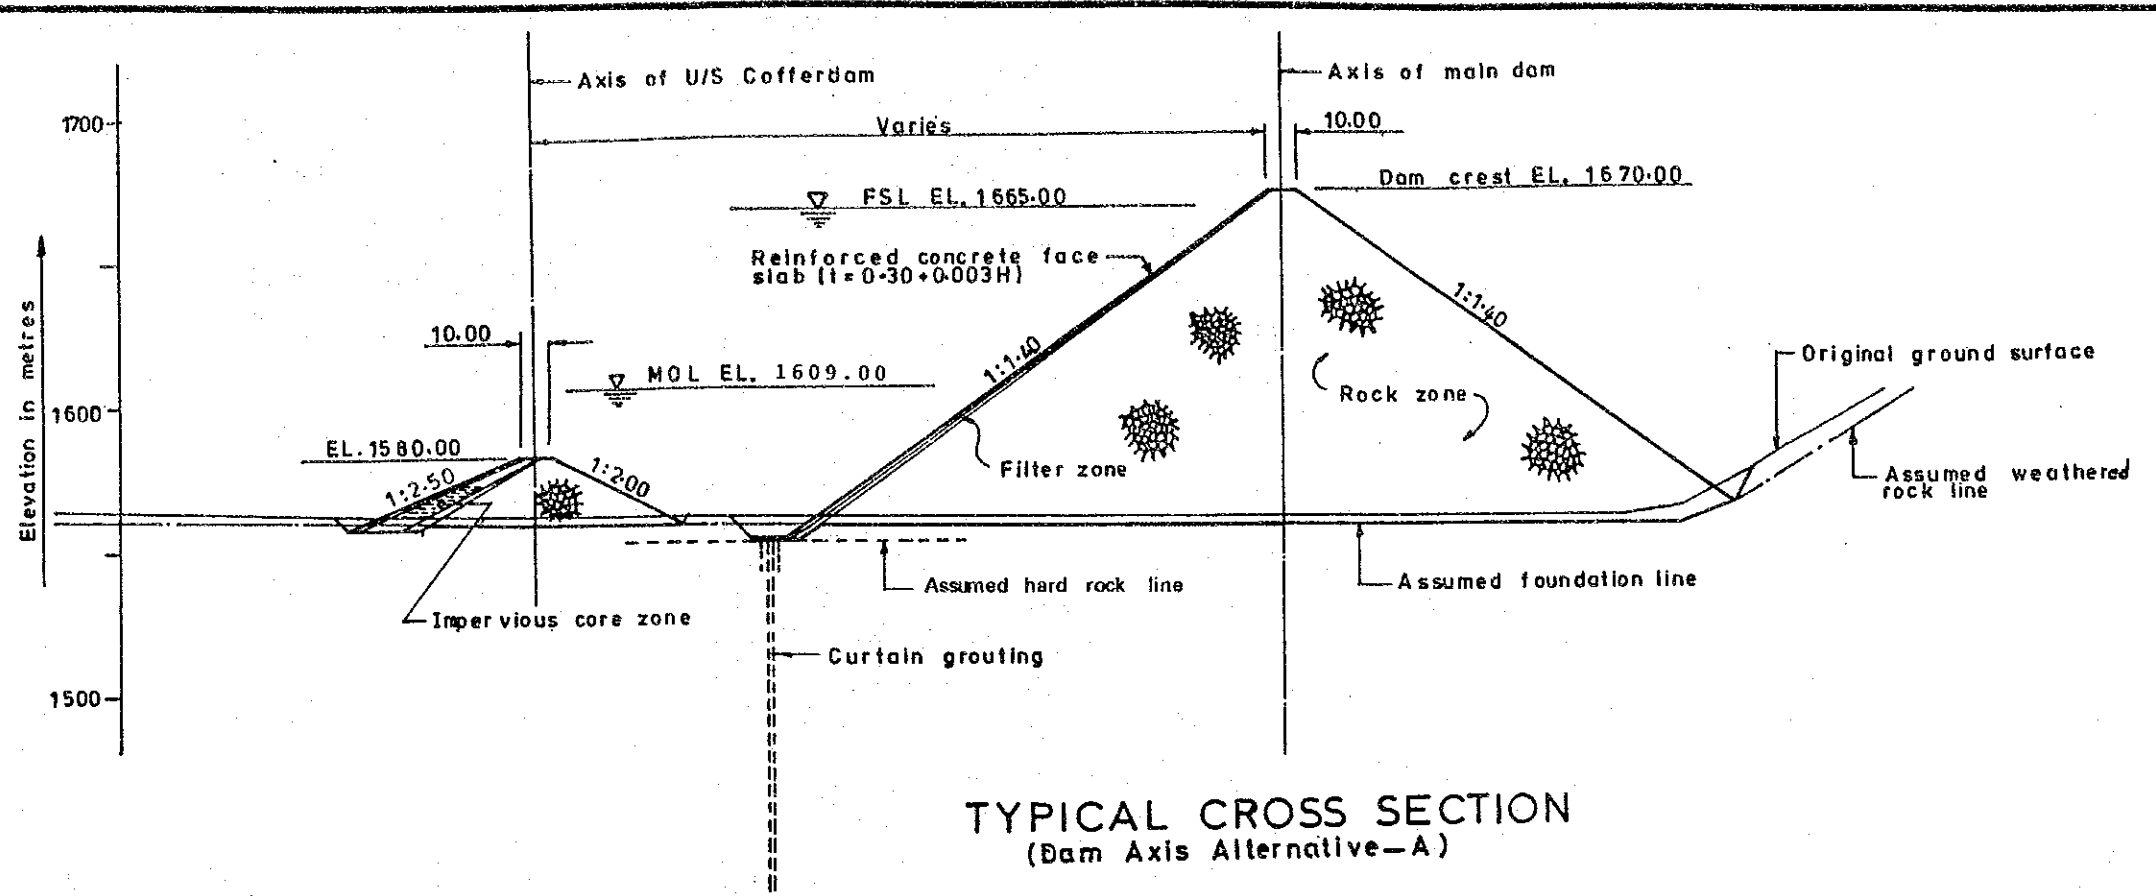 Axis of U/S Cofferdam
Axis of main dam
1700
Varies
10.00
Dam crest EL. 1670.00
FSL EL. 1665.00
Reinforced concrete face
slab (t = 0.30+0.003H)
1:1.40
1:1.40
10.00
MOL EL. 1609.00
Original ground surface
Rock zone
1600
EL. 1580.00
1:2.50
1:2.00
Filter zone
Assumed weathered
rock line
Elevation in metres
Assumed hard rock line
Assumed foundation line
Impervious core zone
Curtain grouting
1500
TYPICAL CROSS SECTION
(Dam Axis Alternative-A)